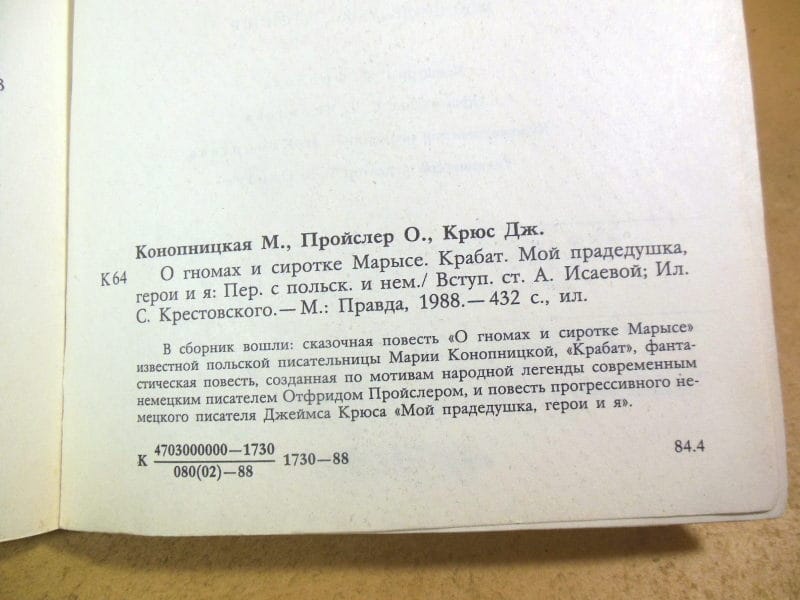 Конопницкая М., Пройслер О., Крюс Дж.
К64 О гномах и сиротке Марысе. Крабат. Мой прадедушка,
герои и я: Пер. с польск. и нем./ Вступ. ст. А. Исаевой; Ил.
С. Крестовского.— М.: Правда, 1988.— 432 с., ил.
В сборник вошли: сказочная повесть «О гномах и сиротке Марысе»
известной польской писательницы Марии Конопницкой, «Крабат», фанта-
стическая повесть, созданная по мотивам народной легенды современным
немецким писателем Отфридом Пройслером, и повесть прогрессивного не-
мецкого писателя Джеймса Крюса «Мой прадедушка, герои и я».
К 4703000000—1730
080(02)—88
1730—88
84.4